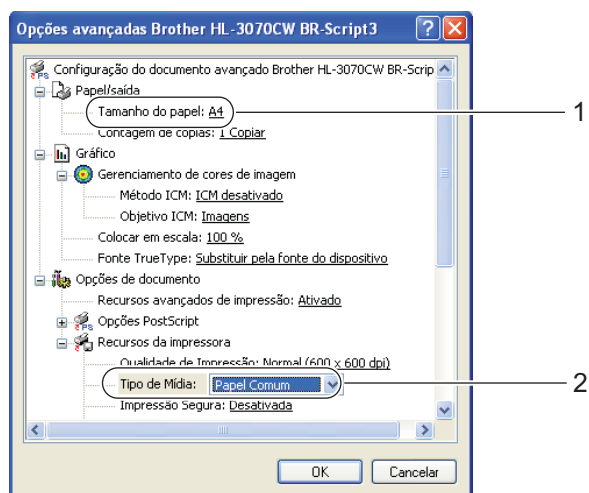 Opções avançadas Brother HL-3070CW BR-Script3
Configuração do documento avançado Brother HL-3070CW BR-Scrip
Papel/saída
Tamanho do papel: A4
1
Contagem de cópias: 1 Copiar
Gráfico
Gerenciamento de cores de imagem
Método ICM: ICM desativado
Objetivo ICM: Imagens
Colocar em escala: 100 %
Fonte TrueType: Substituir pela fonte do dispositivo
Opções de documento
Recursos avançados de impressão: Ativado
Opções PostScript
Recursos da impressora
Qualidade de Impressão: Normal (600 x 600 dpi)
Tipo de Mídia: Papel Comum
2
Impressão Segura: Desativada
OK Cancelar